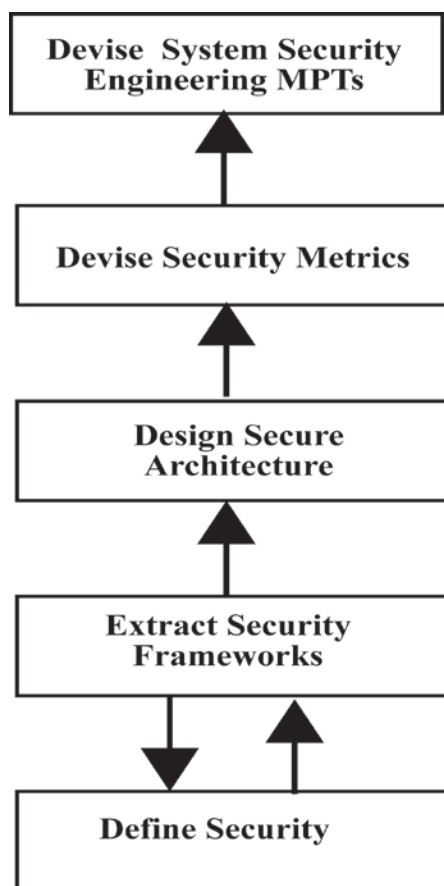 Devise System Security
Engineering MPTs
Devise Security Metrics
Design Secure
Architecture
Extract Security
Frameworks
Define Security